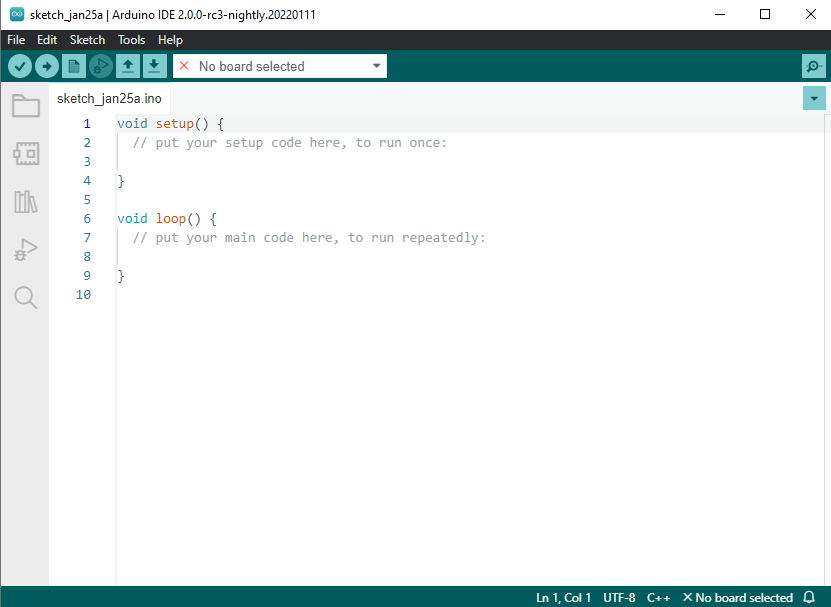 sketch_jan25a | Arduino IDE 2.0.0-rc3-nightly.20220111
File Edit Sketch Tools Help
No board selected
sketch_jan25a.ino
1 void setup() {
2 // put your setup code here, to run once:
3
4 }
5
6 void loop() {
7 // put your main code here, to run repeatedly:
8
9 }
10
Ln 1, Col 1 UTF-8 C++ No board selected